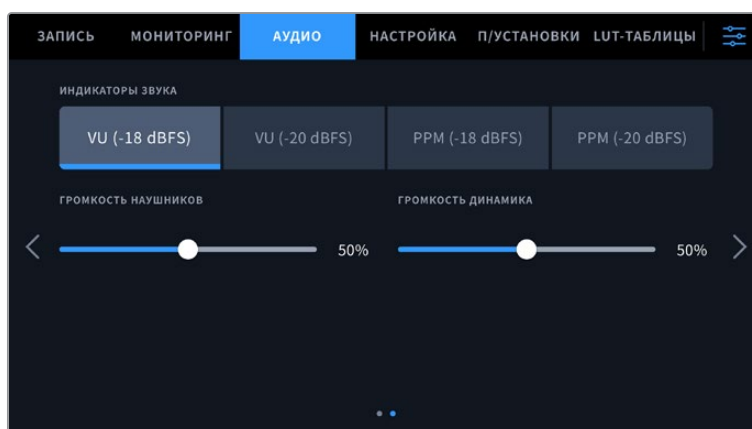 ЗАПИСЬ МОНИТОРИНГ АУДИО НАСТРОЙКА П/УСТАНОВКИ LUT-ТАБЛИЦЫ
ИНДИКАТОРЫ ЗВУКА
VU (-18 dBFS) VU (-20 dBFS) PPM (-18 dBFS) PPM (-20 dBFS)
ГРОМКОСТЬ НАУШНИКОВ ГРОМКОСТЬ ДИНАМИКА
50% 50%